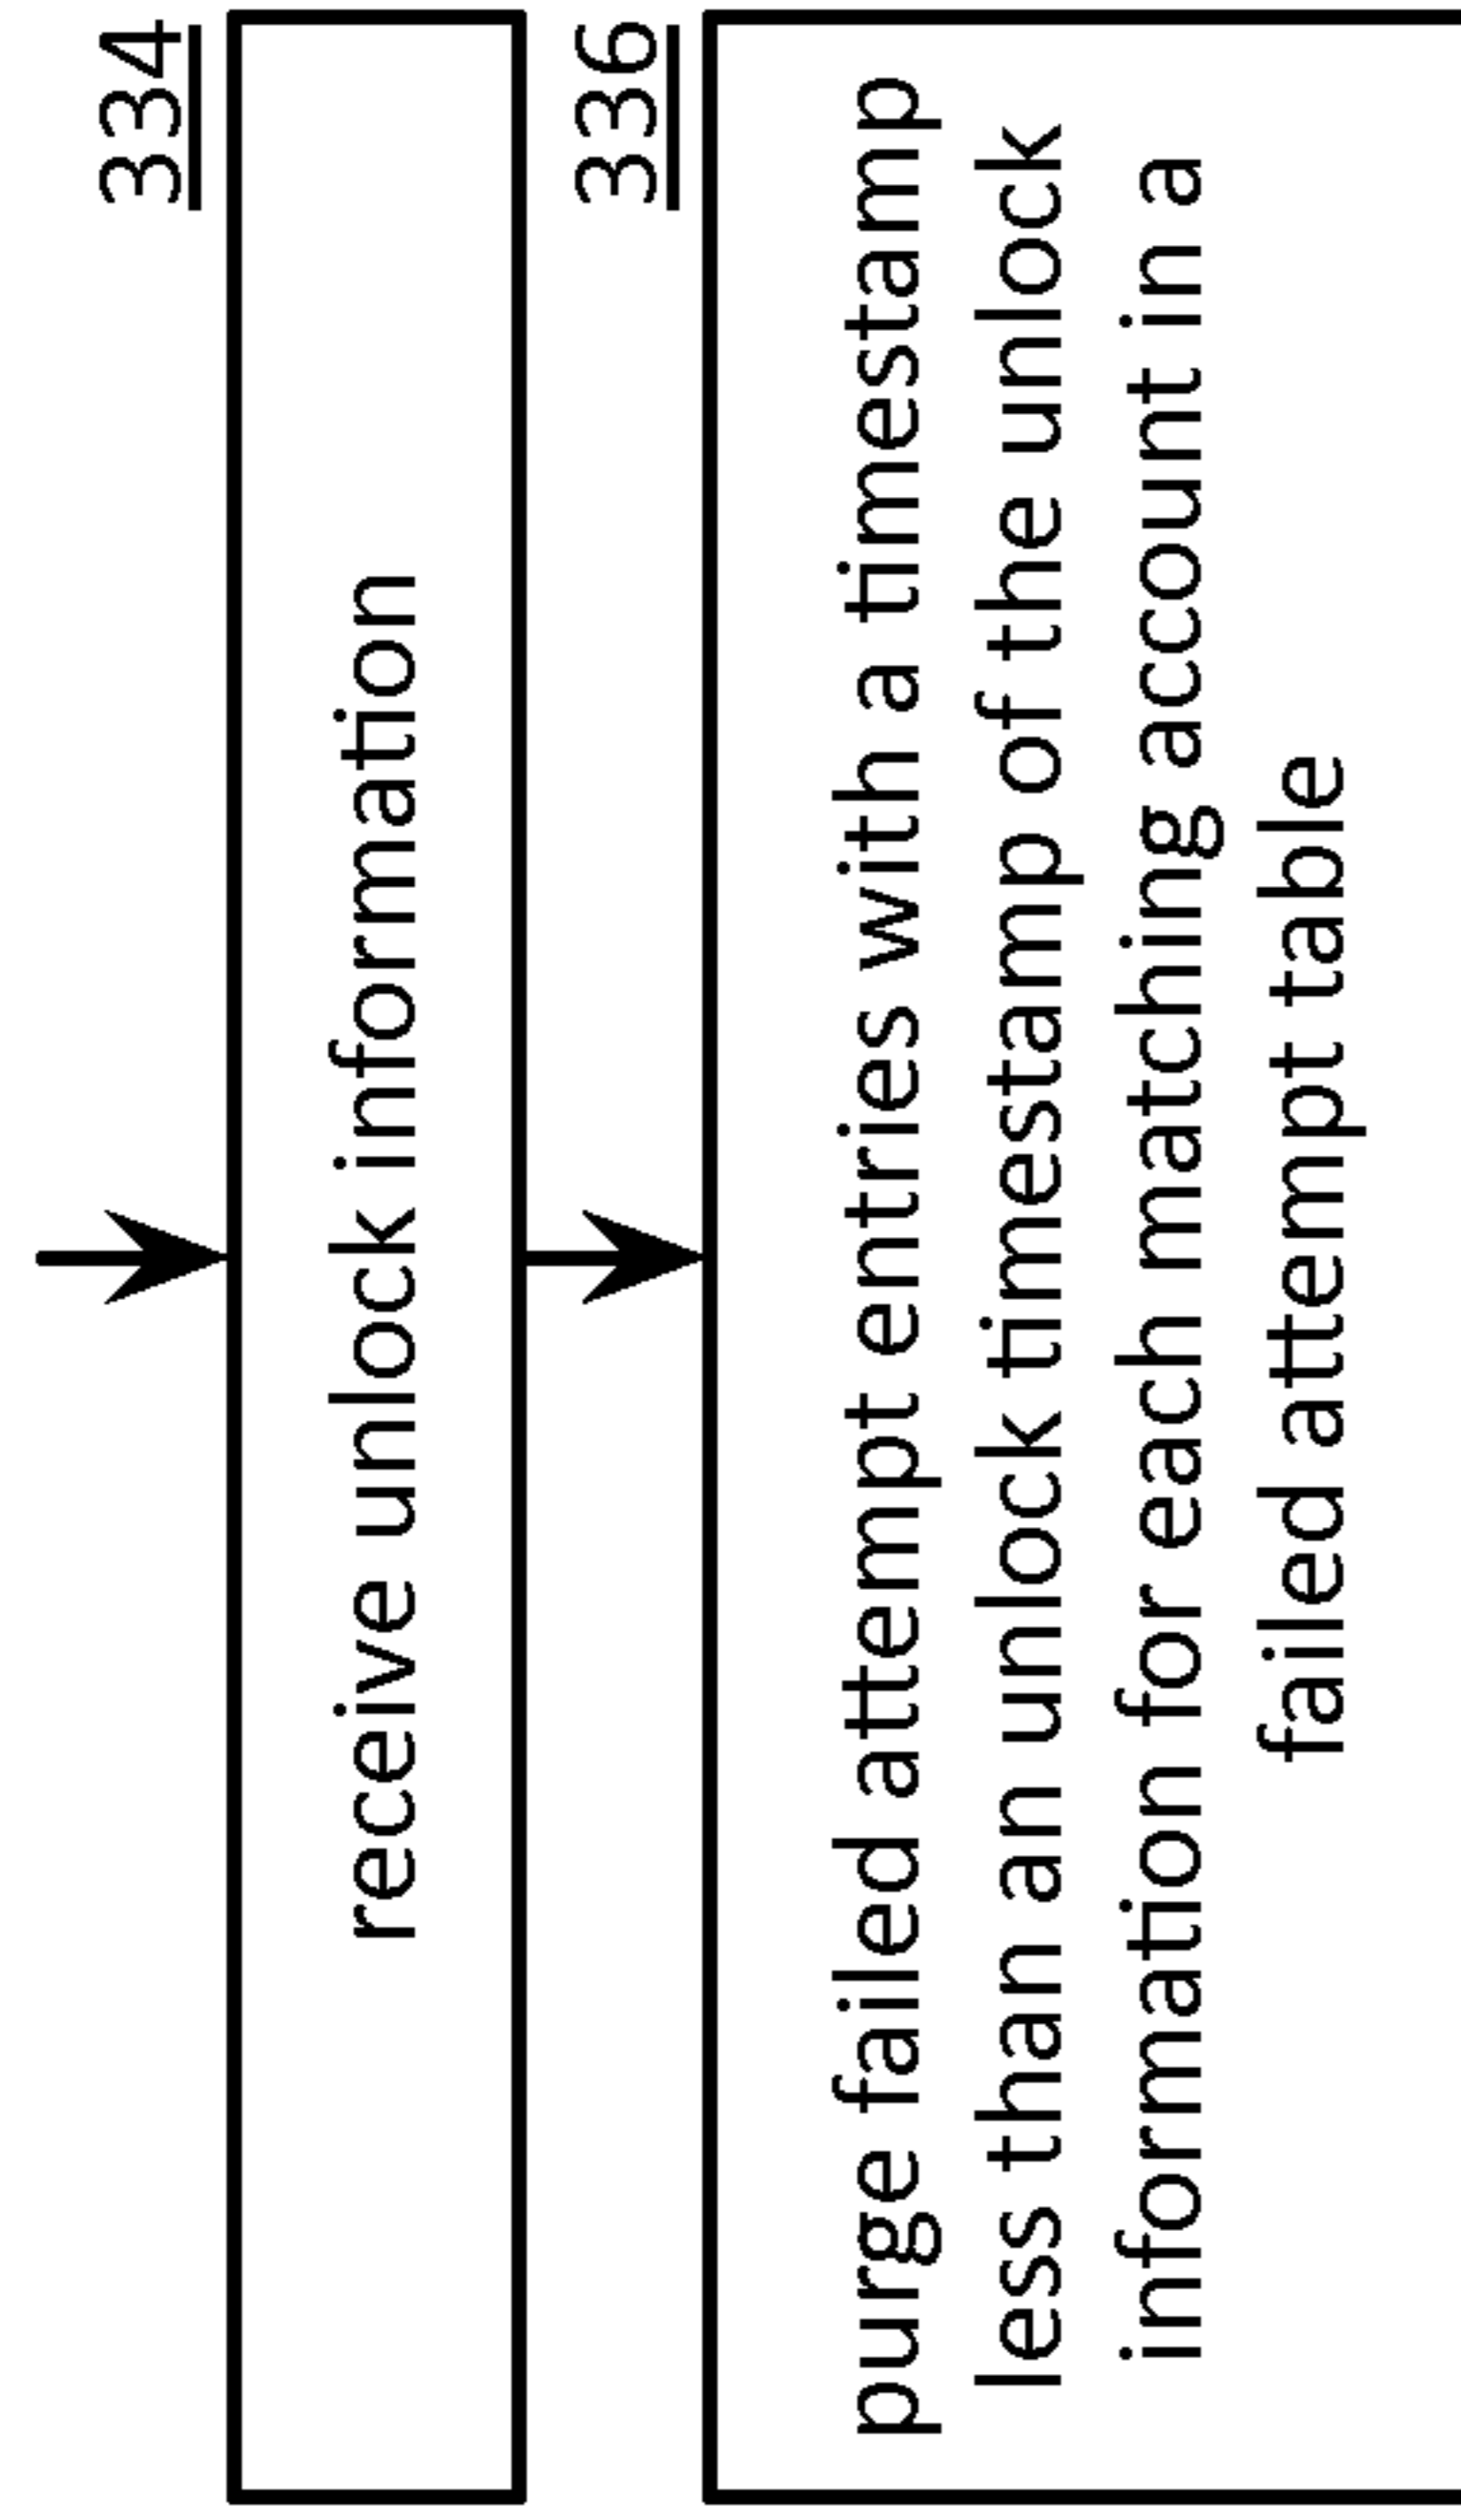 334
receive unlock information
336
purge failed attempt entries with a timestamp
less than an unlock timestamp of the unlock
information for each matching account in a
failed attempt table